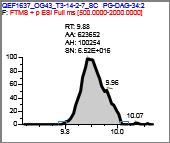 QEF1637_OG43_T3-14-2-7_SC PG-DAG-34:2
F: FTMS + p ESI Full ms [500.0000-2000.0000]
RT: 9.88
AA: 623652
AH: 100254
SN: 6.52E+016
100
80
60
40
20
0
9.96
10.07
9.8
10.0